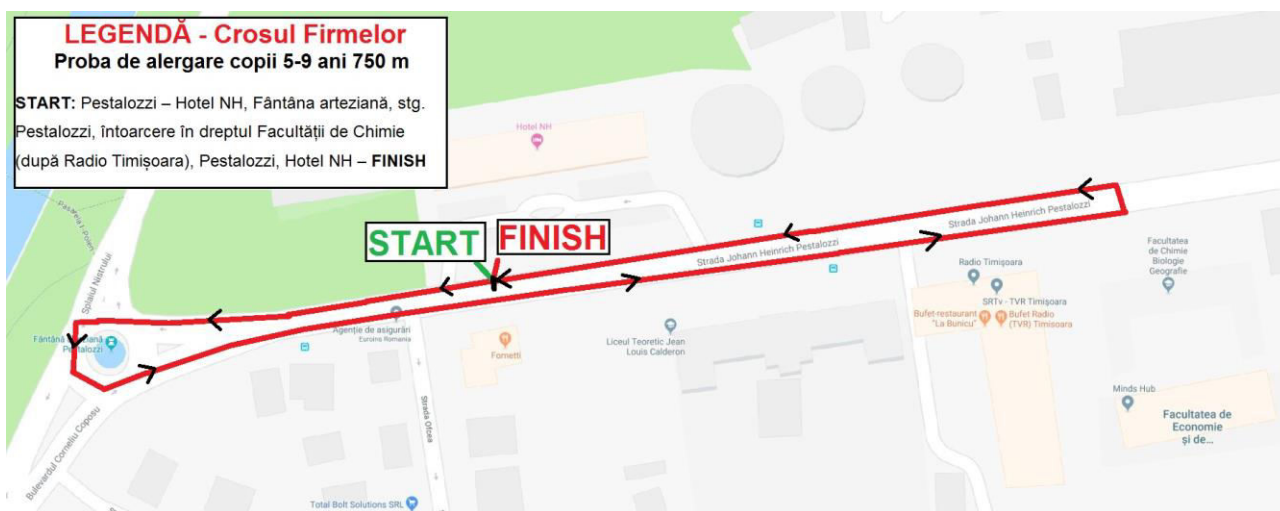 LEGENDĂ - Crosul Firmelor
Proba de alergare copii 5-9 ani 750 m
START: Pestalozzi – Hotel NH, Fântâna arteziană, stg.
Pestalozzi, întoarcere în dreptul Facultății de Chimie
(după Radio Timișoara), Pestalozzi, Hotel NH – FINISH
Hotel NH
Splaiul Nistrului
START
FINISH
Strada Johann Heinrich Pestalozzi
Strada Johann Heinrich Pestalozzi
Facultatea
de Chimie
Biologie
Geografie
Radio Timișoara
SRTv - TVR Timișoara
Bufet-restaurant
"La Bunicu"
Bufet Radio
(TVR) Timisoara
Agenție de asigurări
Euroins Romania
Pestalozzi
Fornetti
Liceul Teoretic Jean
Louis Calderon
Strada Ofcea
Bulevardul Corneliu Coposu
Minds Hub
Facultatea de
Economie
și de...
Total Bolt Solutions SRL